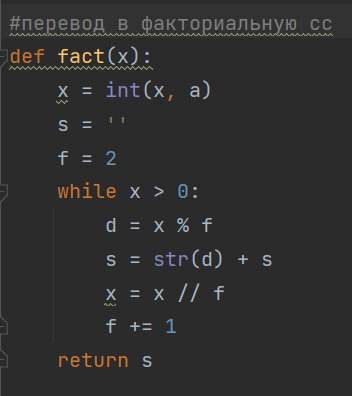 #перевод в факториальную сс
def fact(x):
    x = int(x, a)
    s = ''
    f = 2
    while x > 0:
        d = x % f
        s = str(d) + s
        x = x // f
        f += 1
    return s